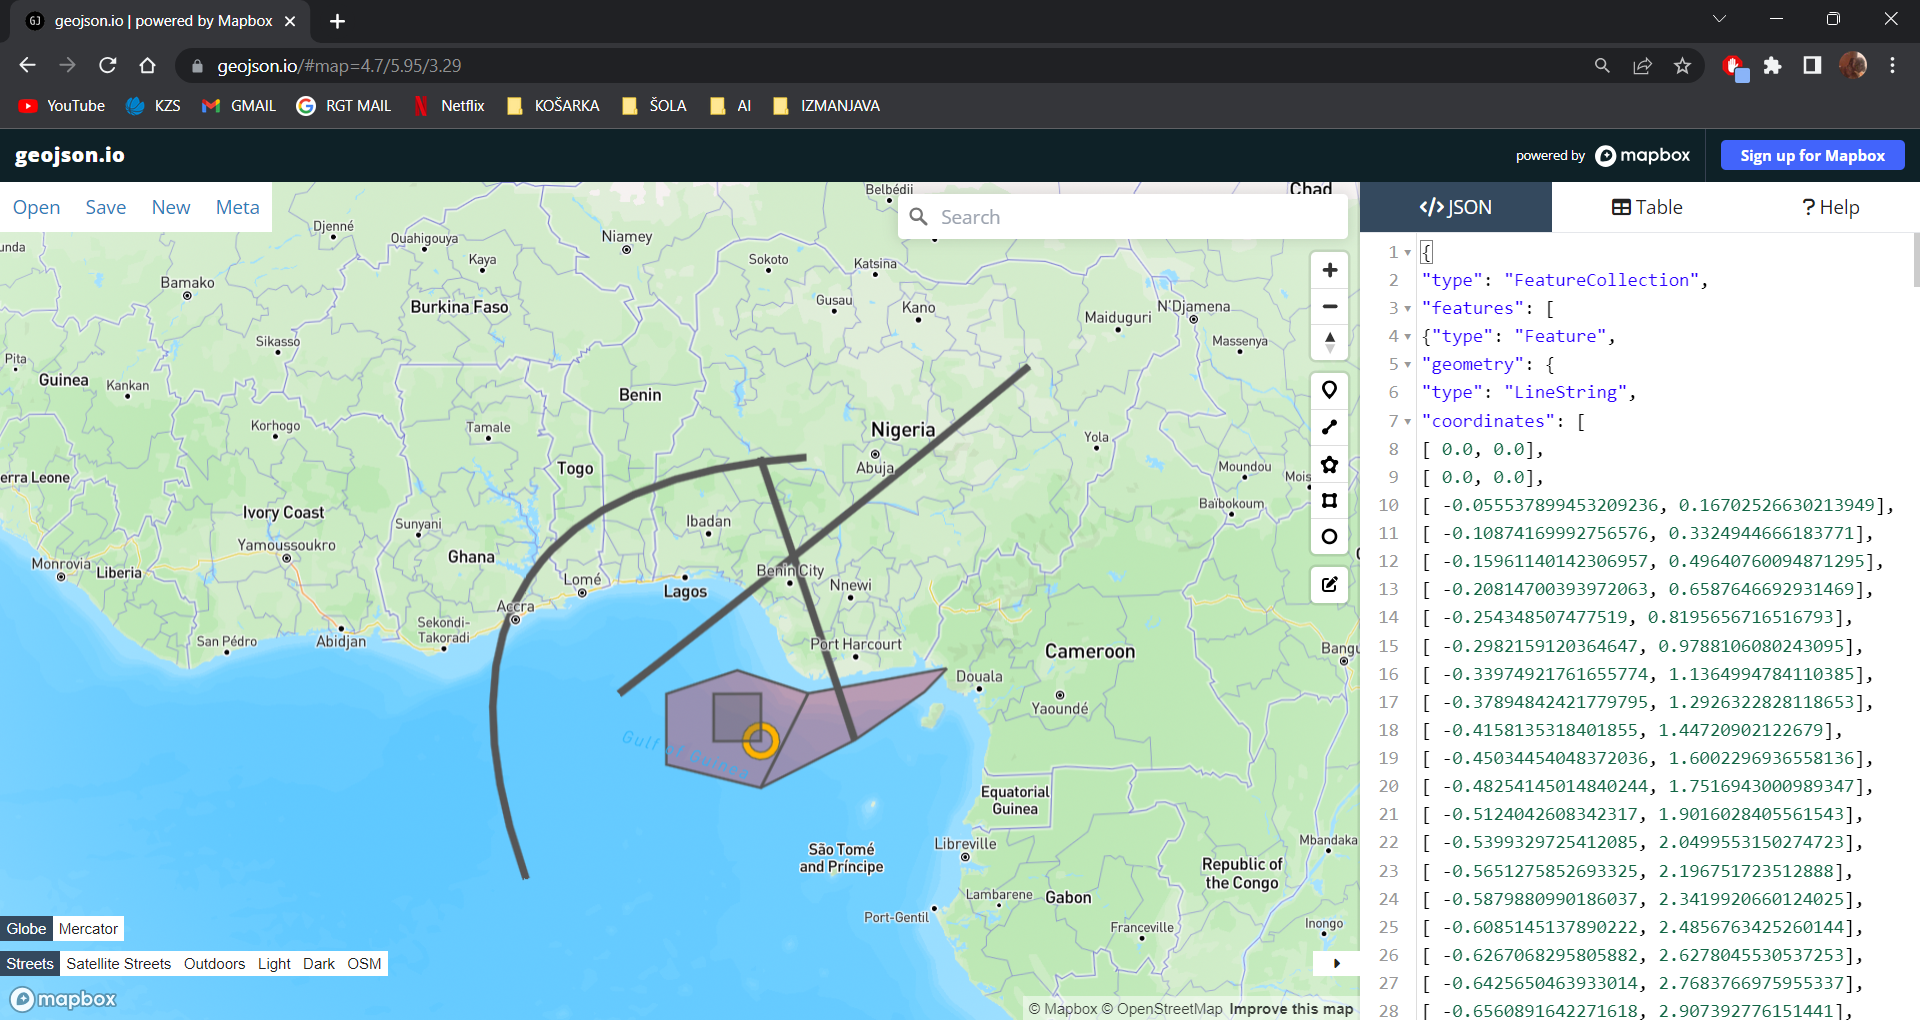 geojson.io | powered by Mapbox
geojson.io/#map=4.7/5.95/3.29
YouTube KZS GMAIL RGT MAIL Netflix KOŠARKA ŠOLA AI IZMANJAVA
geojson.io
powered by mapbox
Sign up for Mapbox
Open Save New Meta
Search
JSON Table ? Help
Belbédji
Chad
Djenné
Ouahigouya
Niamey
unda
Kaya
Sokoto
Katsina
Bamako
Burkina Faso
Gusau
Kano
N'Djamena
Maiduguri
Sikasso
Massenya
Pita
Guinea
Kankan
Benin
Korhogo
Tamale
Nigeria
Yola
Togo
Abuja
Moundou
Mois
erra Leone
Ivory Coast
Sunyani
Ibadan
Baïbokoum
Yamoussoukro
Ghana
Monrovia
Liberia
Lomé
Benin City
Nnewi
Lagos
Accra
San Pédro
Abidjan
Sekondi-
Takoradi
Port Harcourt
Cameroon
Bangu
Douala
Yaoundé
Gulf of Guinea
Equatorial
Guinea
São Tomé
and Príncipe
Libreville
Mbandaka
Republic of
the Congo
Lambarene
Gabon
Port-Gentil
Franceville
Inongo
Globe Mercator
Streets Satellite Streets Outdoors Light Dark OSM
mapbox
© Mapbox © OpenStreetMap Improve this map
1 {
2 "type": "FeatureCollection",
3 "features": [
4 {"type": "Feature",
5 "geometry": {
6 "type": "LineString",
7 "coordinates": [
8 [ 0.0, 0.0],
9 [ 0.0, 0.0],
10 [ -0.055537899453209236, 0.16702526630213949],
11 [ -0.10874169992756576, 0.3324944666183771],
12 [ -0.15961140142306957, 0.49640760094871295],
13 [ -0.20814700393972063, 0.6587646692931469],
14 [ -0.254348507477519, 0.8195656716516793],
15 [ -0.2982159120364647, 0.9788106080243095],
16 [ -0.33974921761655774, 1.1364994784110385],
17 [ -0.37894842421779795, 1.2926322828118653],
18 [ -0.4158135318401855, 1.44720902122679],
19 [ -0.45034454048372036, 1.6002296936558136],
20 [ -0.48254145014840244, 1.7516943000989347],
21 [ -0.5124042608342317, 1.9016028405561543],
22 [ -0.5399329725412085, 2.0499553150274723],
23 [ -0.5651275852693325, 2.196751723512888],
24 [ -0.5879880990186037, 2.3419920660124025],
25 [ -0.6085145137890222, 2.4856763425260144],
26 [ -0.6267068295805882, 2.6278045530537253],
27 [ -0.6425650463933014, 2.7683766975955337],
28 [ -0.6560891642271618, 2.907392776151441],